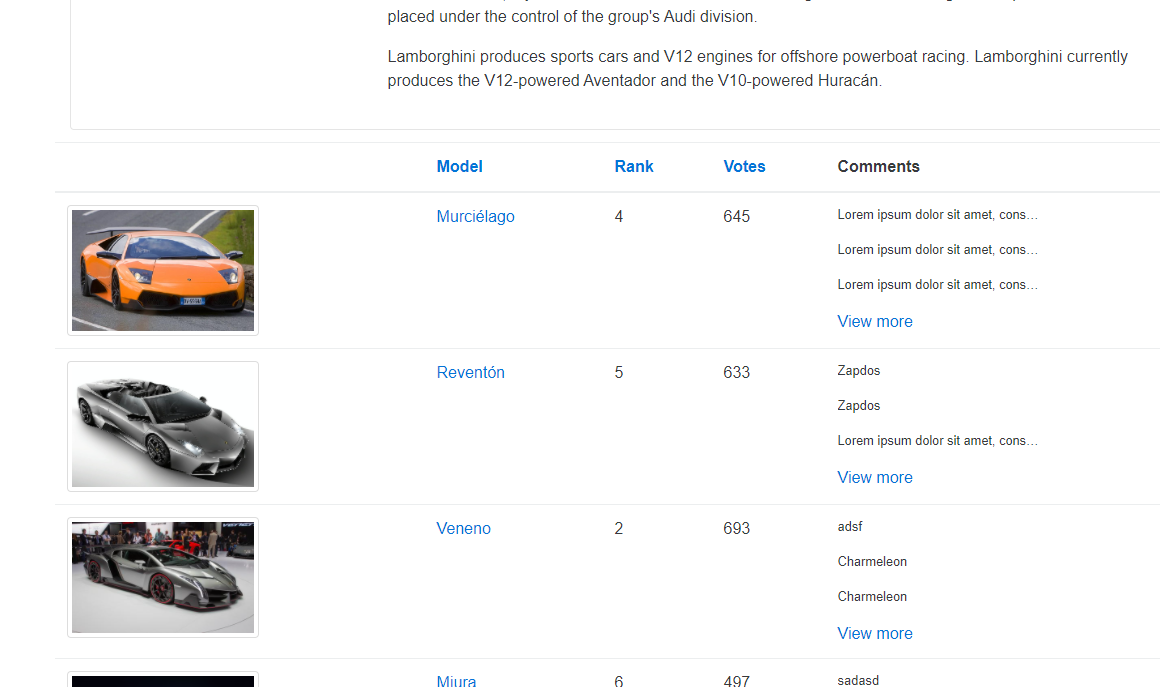 placed under the control of the group's Audi division.
Lamborghini produces sports cars and V12 engines for offshore powerboat racing. Lamborghini currently
produces the V12-powered Aventador and the V10-powered Huracán.
Model Rank Votes Comments
Murciélago 4 645 Lorem ipsum dolor sit amet, cons…
Lorem ipsum dolor sit amet, cons…
Lorem ipsum dolor sit amet, cons…
View more
Reventón 5 633 Zapdos
Zapdos
Lorem ipsum dolor sit amet, cons…
View more
Veneno 2 693 adsf
Charmeleon
Charmeleon
View more
Miura 6 497 sadasd